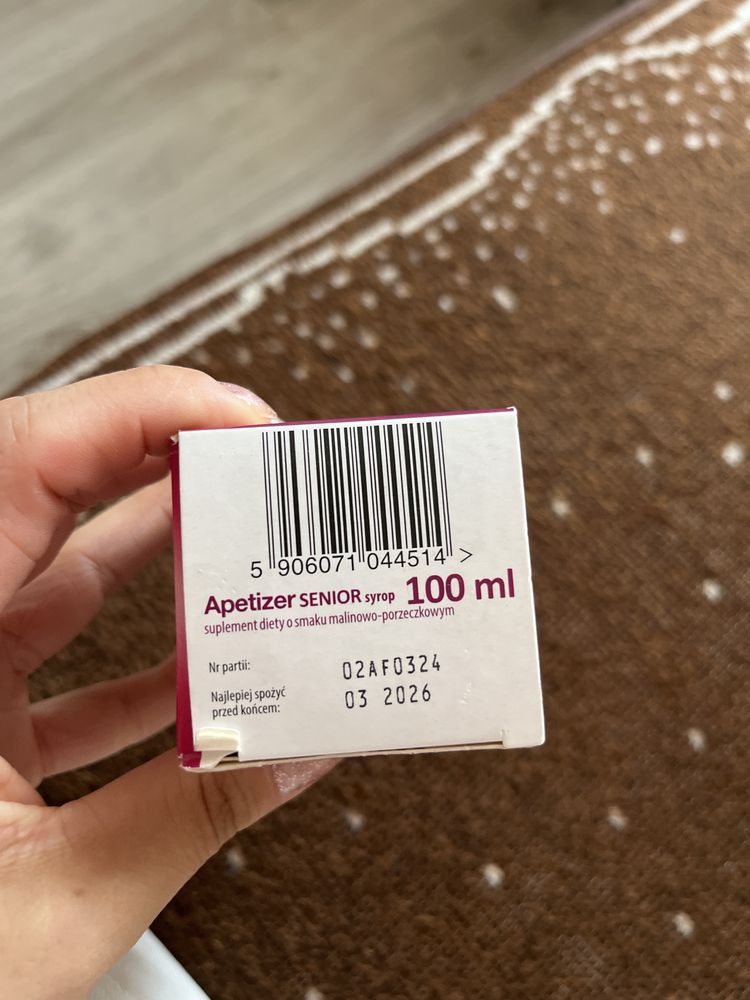 5 906071 044514 >
Apetizer SENIOR syrop 100 ml
suplement diety o smaku malinowo-porzeczkowym
Nr partii: 02AF0324
Najlepiej spożyć
przed końcem: 03 2026